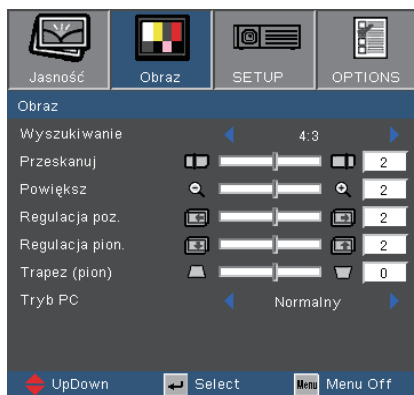 Jasność Obraz SETUP OPTIONS
Obraz
Wyszukiwanie 4:3
Przeskanuj 2
Powiększ 2
Regulacja poz. 2
Regulacja pion. 2
Trapez (pion) 0
Tryb PC Normalny
UpDown Select Menu Menu Off